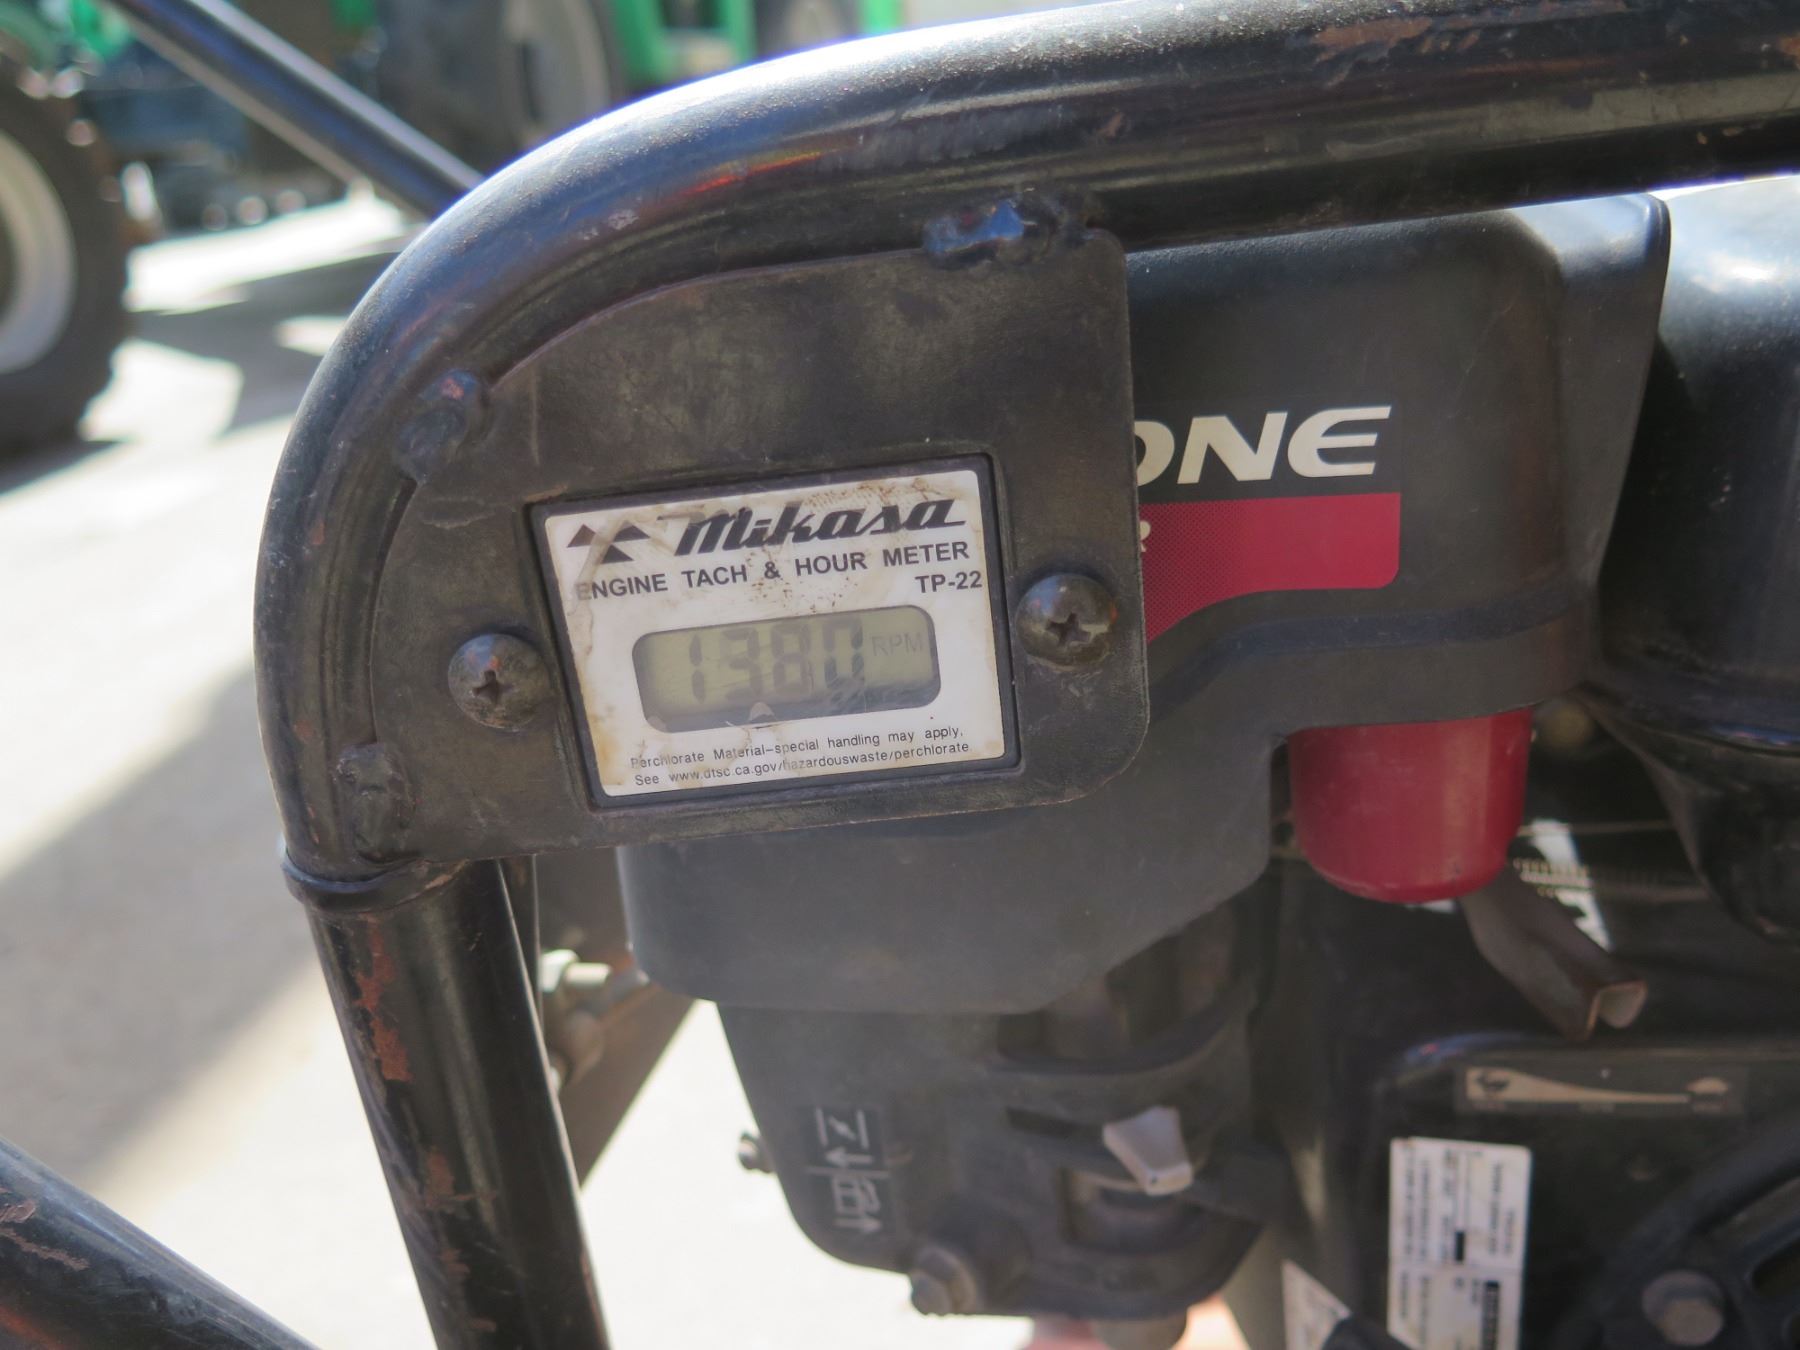 Mikasa
ENGINE TACH & HOUR METER
TP-22
1380 RPM
Perchlorate Material-special handling may apply,
See www.dtsc.ca.gov/hazardouswaste/perchlorate
ONE
R